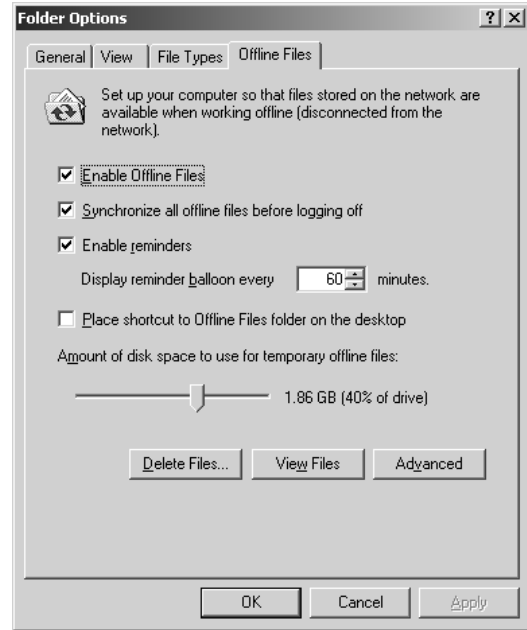 Folder Options
? X
General View File Types Offline Files
Set up your computer so that files stored on the network are
available when working offline (disconnected from the
network).
Enable Offline Files
Synchronize all offline files before logging off
Enable reminders
Display reminder balloon every 60 minutes.
Place shortcut to Offline Files folder on the desktop
Amount of disk space to use for temporary offline files:
1.86 GB (40% of drive)
Delete Files... View Files Advanced
OK Cancel Apply